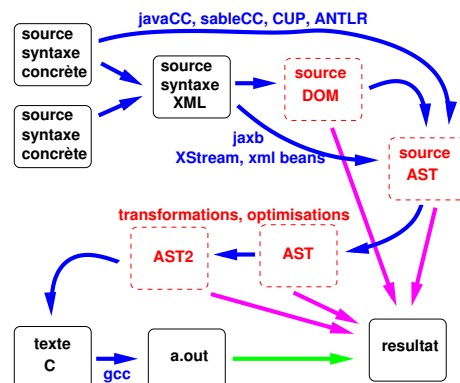 javaCC, sableCC, CUP, ANTLR
source
syntaxe
concrète
source
syntaxe
XML
source
DOM
source
syntaxe
concrète
jaxb
XStream, xml beans
source
AST
transformations, optimisations
AST2
AST
texte
C
gcc
a.out
resultat